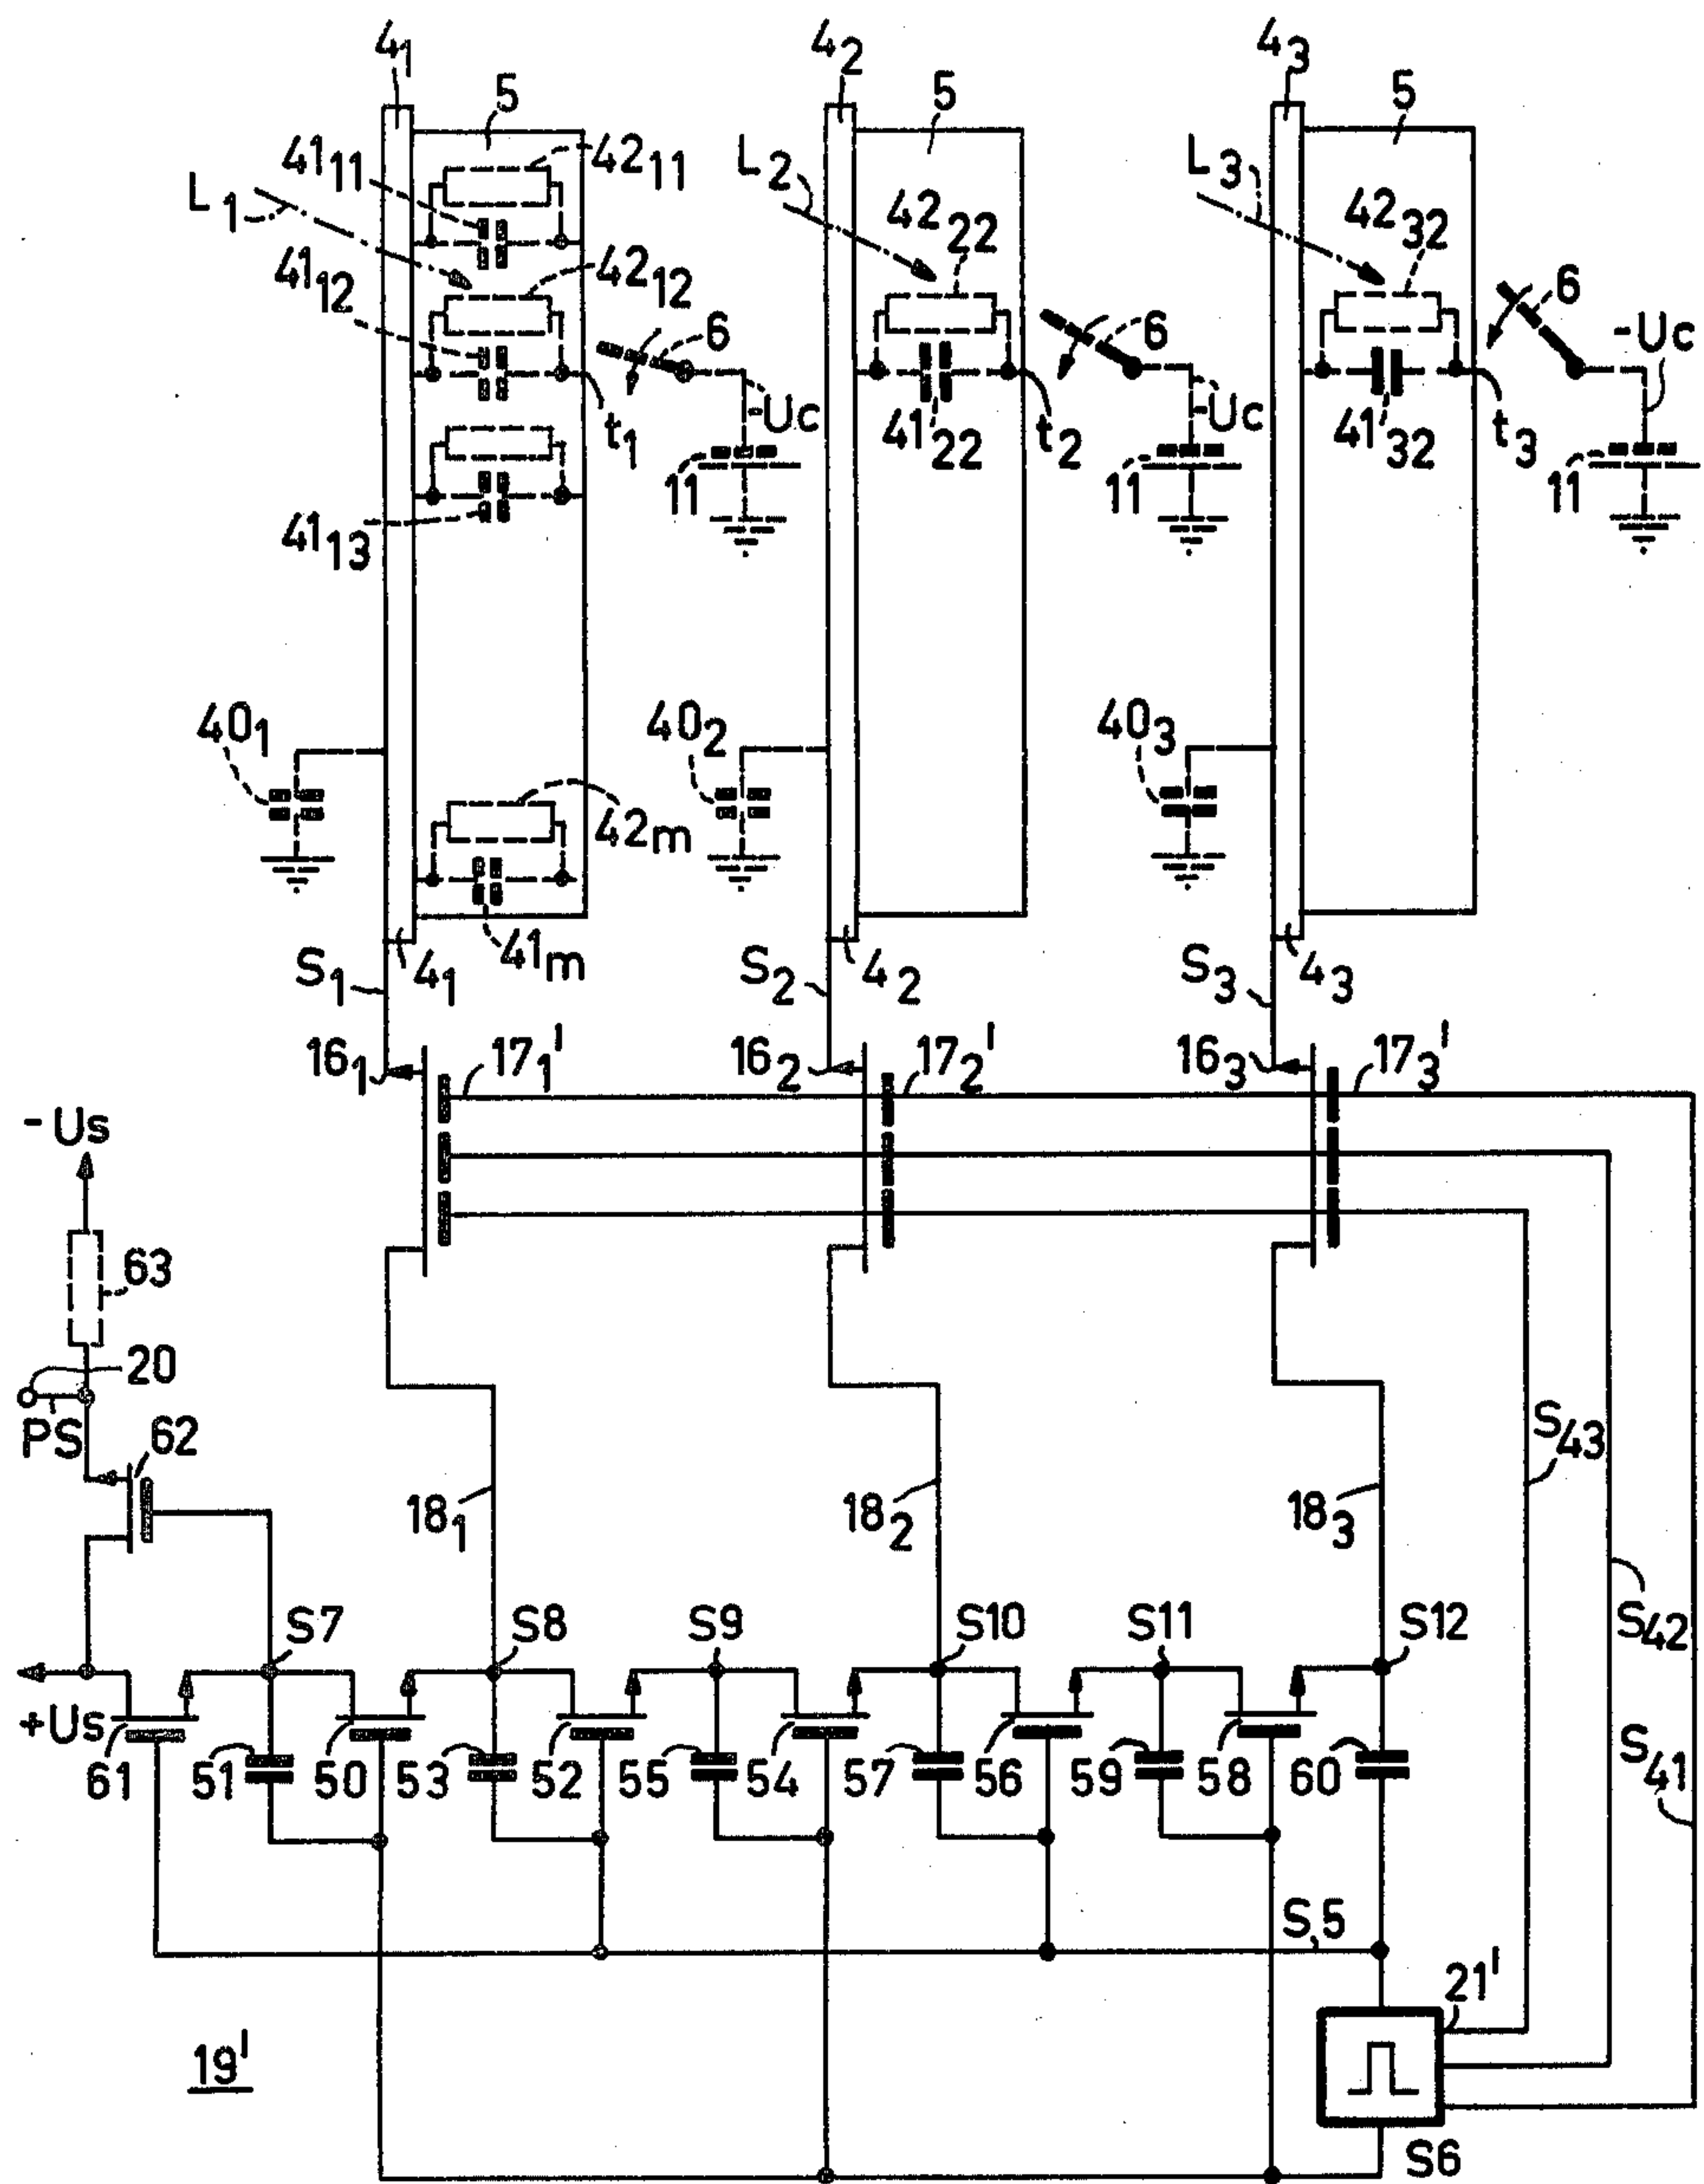 4₁ 4₂ 4₃
5 5 5
41₁₁ 42₁₁ L₁ L₂ L₃
41₁₂ 42₁₂ 42₂₂ 42₃₂
6 6 6
-Uc -Uc -Uc
t₁ 41₂₂ t₂ 41₃₂ t₃
11 11 11
41₁₃
40₁ 40₂ 40₃
42m
41m
S₁ 4₁ S₂ 4₂ S₃ 4₃
16₁ 17₁' 16₂ 17₂' 16₃ 17₃'
-Us
63
20
PS
62
S₄₃
18₁ 18₂ 18₃
S7 S8 S9 S10 S11 S12
S₄₂
+Us
S₄₁
61 51 50 53 52 55 54 57 56 59 58 60
S5
21'
19'
S6